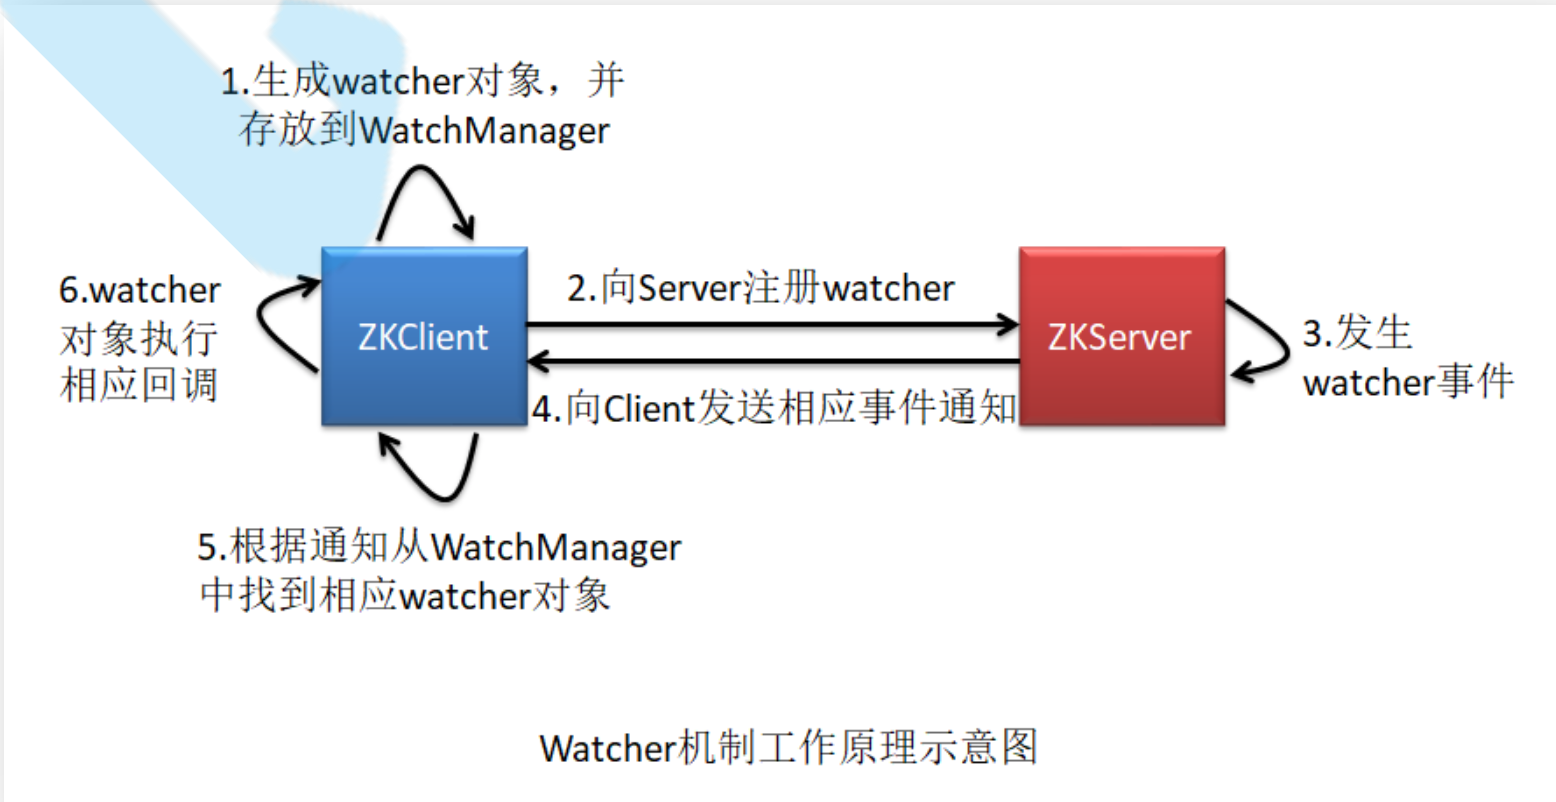 1.生成watcher对象，并
存放到WatchManager
6.watcher
对象执行
相应回调
ZKClient
2.向Server注册watcher
4.向Client发送相应事件通知
ZKServer
3.发生
watcher事件
5.根据通知从WatchManager
中找到相应watcher对象
Watcher机制工作原理示意图